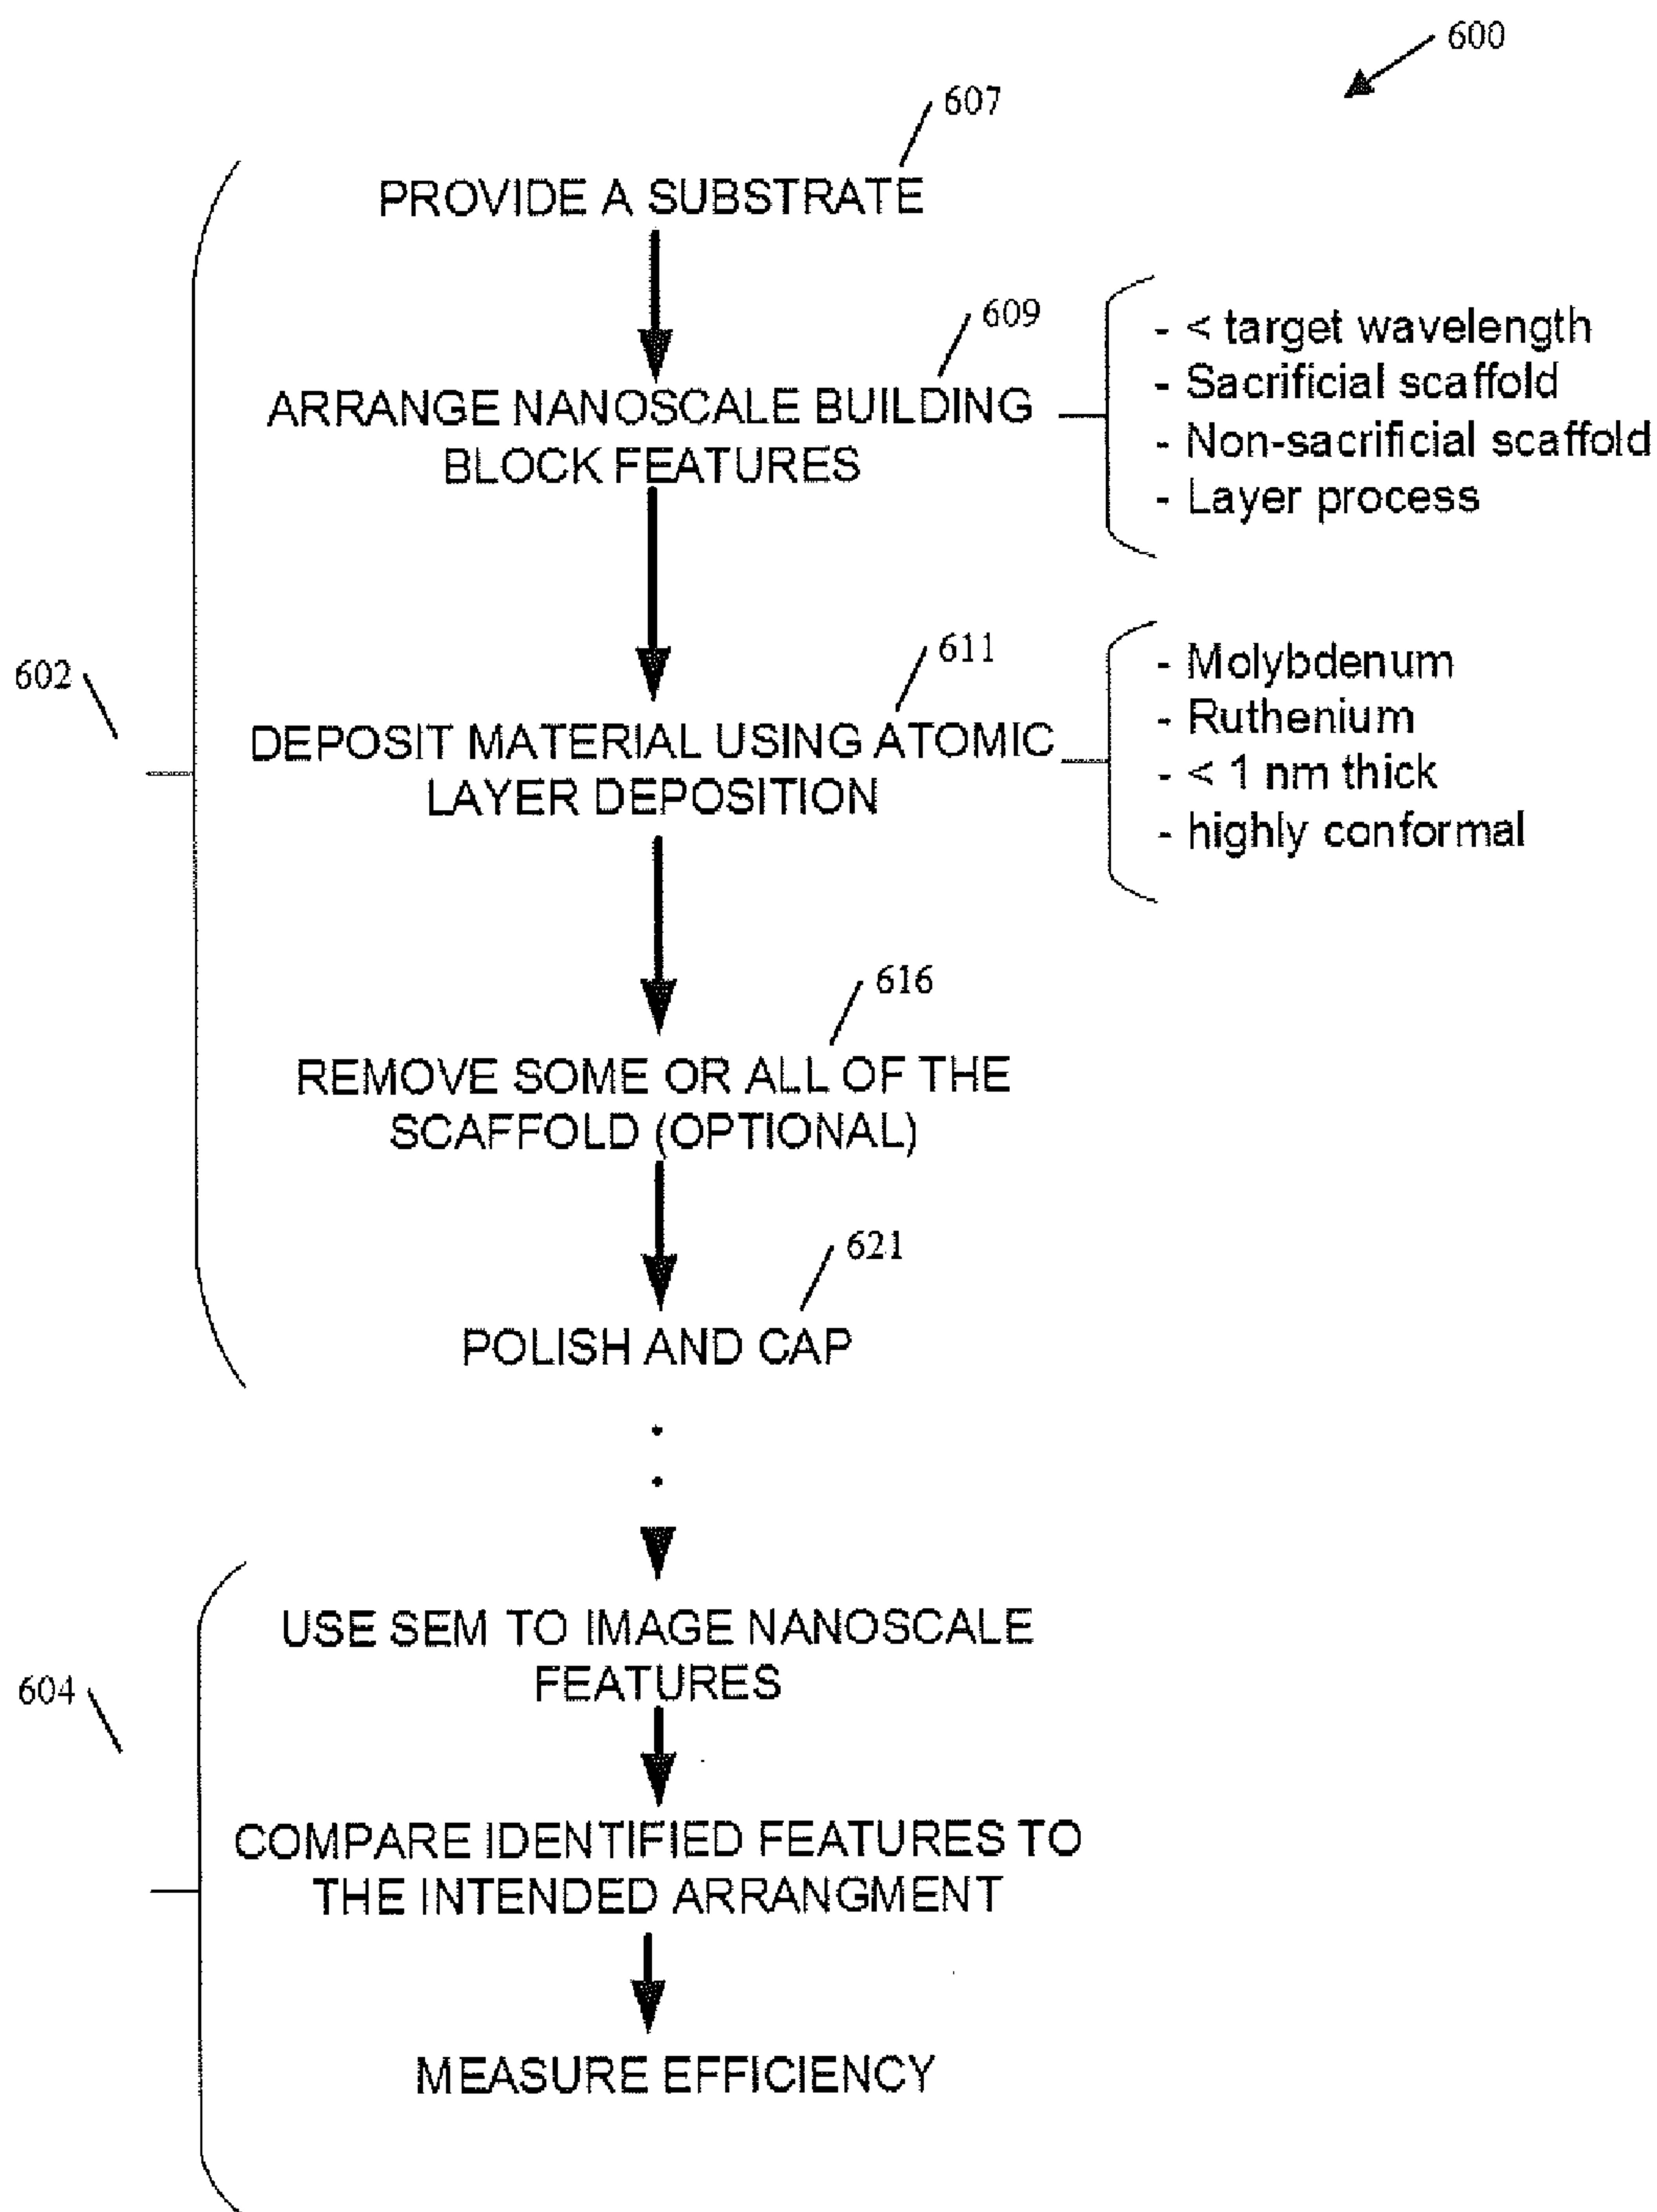 600
607
PROVIDE A SUBSTRATE
609
ARRANGE NANOSCALE BUILDING
BLOCK FEATURES
- < target wavelength
- Sacrificial scaffold
- Non-sacrificial scaffold
- Layer process
602
611
DEPOSIT MATERIAL USING ATOMIC
LAYER DEPOSITION
- Molybdenum
- Ruthenium
- < 1 nm thick
- highly conformal
616
REMOVE SOME OR ALL OF THE
SCAFFOLD (OPTIONAL)
621
POLISH AND CAP
604
USE SEM TO IMAGE NANOSCALE
FEATURES
COMPARE IDENTIFIED FEATURES TO
THE INTENDED ARRANGMENT
MEASURE EFFICIENCY